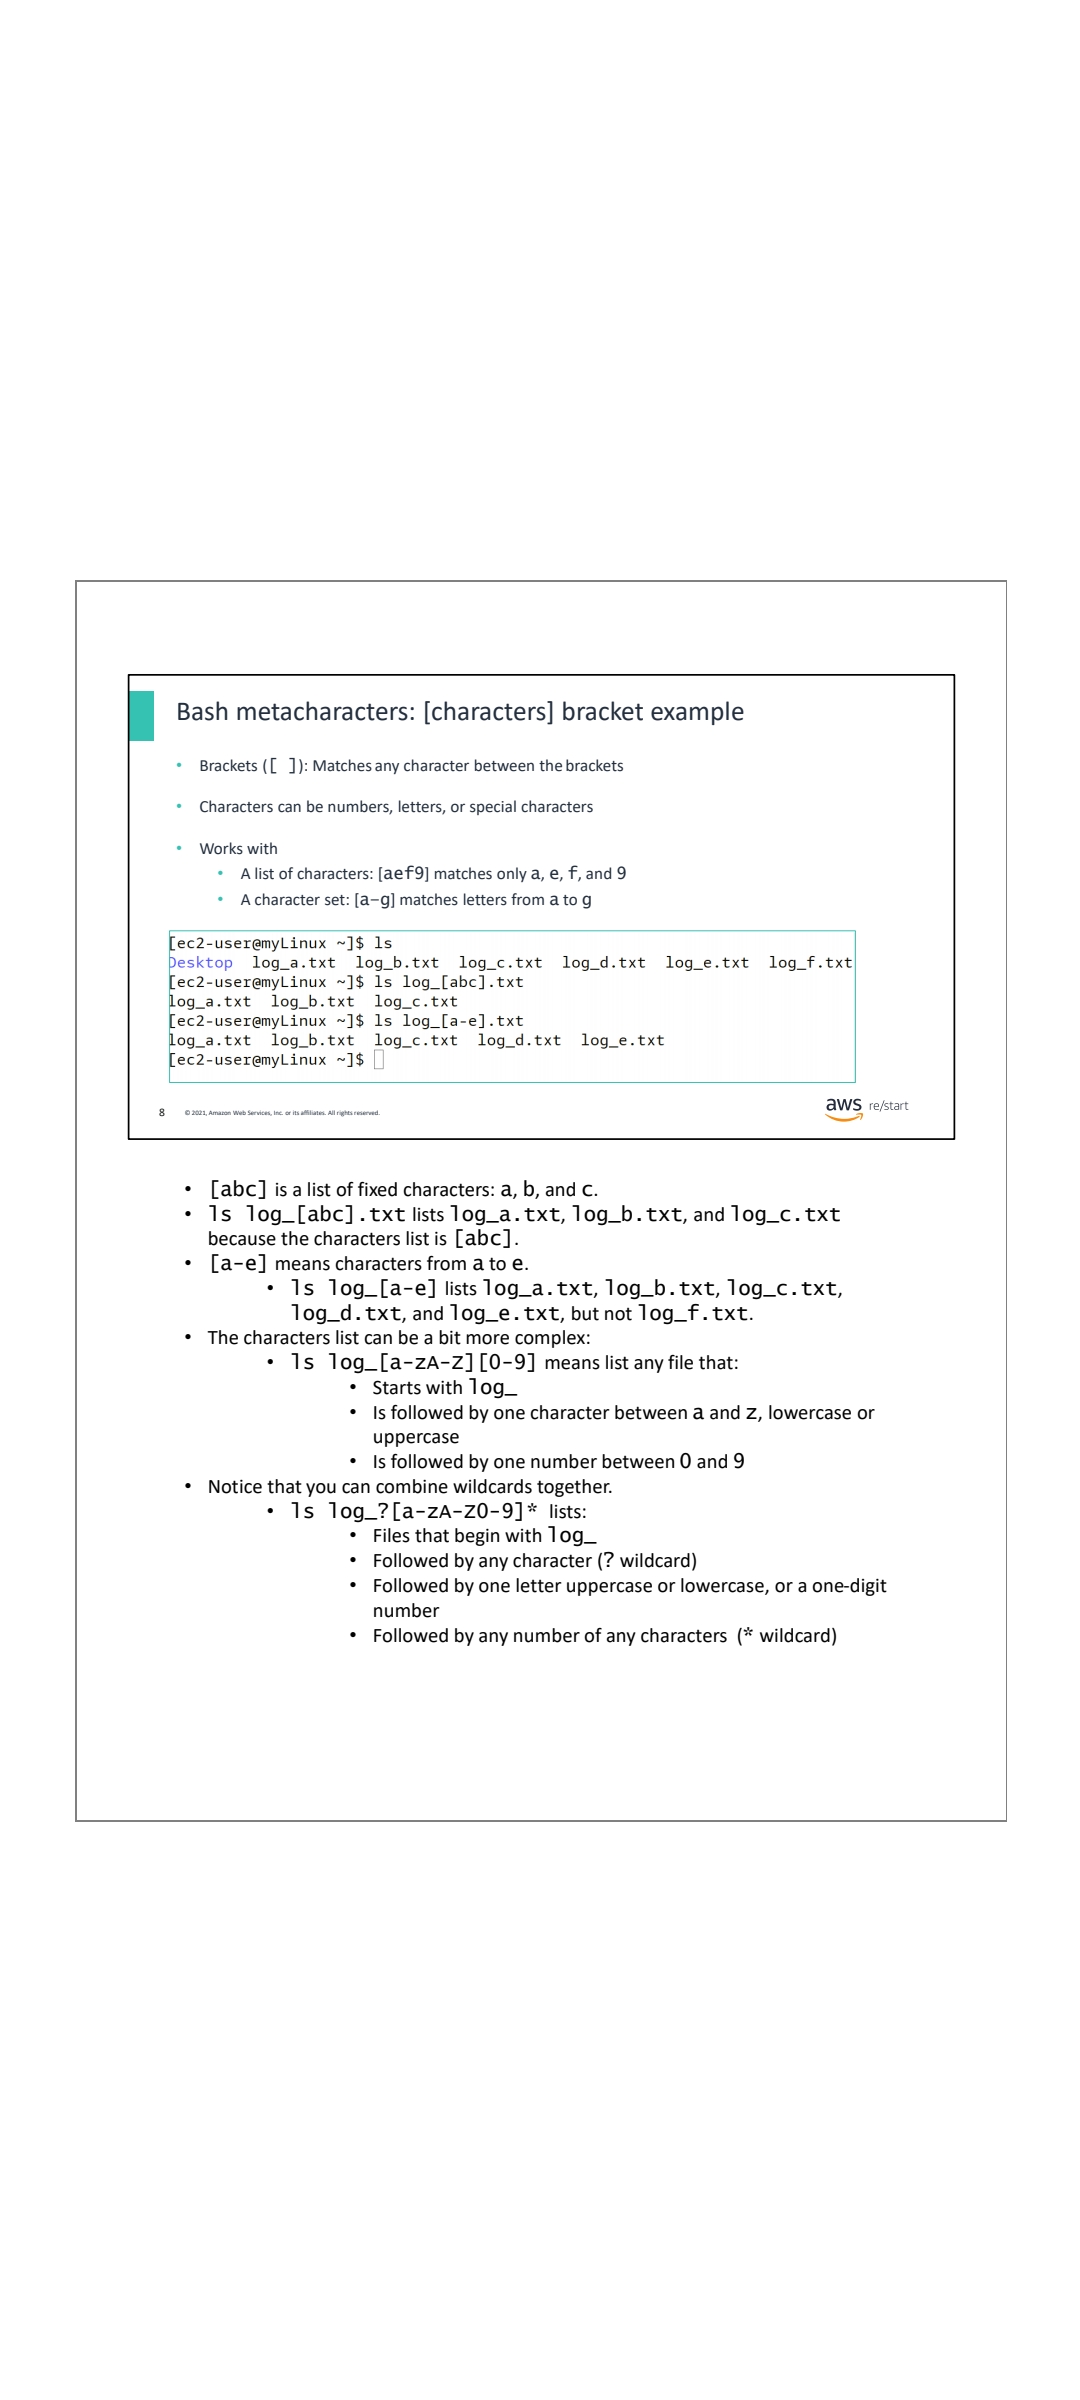 Bash metacharacters: [characters] bracket example
• Brackets ([ ]): Matches any character between the brackets
• Characters can be numbers, letters, or special characters
• Works with
• A list of characters: [aef9] matches only a, e, f, and 9
• A character set: [a–g] matches letters from a to g
[ec2-user@myLinux ~]$ ls
Desktop log_a.txt log_b.txt log_c.txt log_d.txt log_e.txt log_f.txt
[ec2-user@myLinux ~]$ ls log_[abc].txt
log_a.txt log_b.txt log_c.txt
[ec2-user@myLinux ~]$ ls log_[a-e].txt
log_a.txt log_b.txt log_c.txt log_d.txt log_e.txt
[ec2-user@myLinux ~]$
8 © 2021, Amazon Web Services, Inc. or its affiliates. All rights reserved.
aws re/start
• [abc] is a list of fixed characters: a, b, and c.
• ls log_[abc].txt lists log_a.txt, log_b.txt, and log_c.txt
because the characters list is [abc].
• [a-e] means characters from a to e.
• ls log_[a-e] lists log_a.txt, log_b.txt, log_c.txt,
log_d.txt, and log_e.txt, but not log_f.txt.
• The characters list can be a bit more complex:
• ls log_[a-zA-Z][0-9] means list any file that:
• Starts with log_
• Is followed by one character between a and z, lowercase or
uppercase
• Is followed by one number between 0 and 9
• Notice that you can combine wildcards together.
• ls log_?[a-zA-Z0-9]* lists:
• Files that begin with log_
• Followed by any character (? wildcard)
• Followed by one letter uppercase or lowercase, or a one-digit
number
• Followed by any number of any characters (* wildcard)